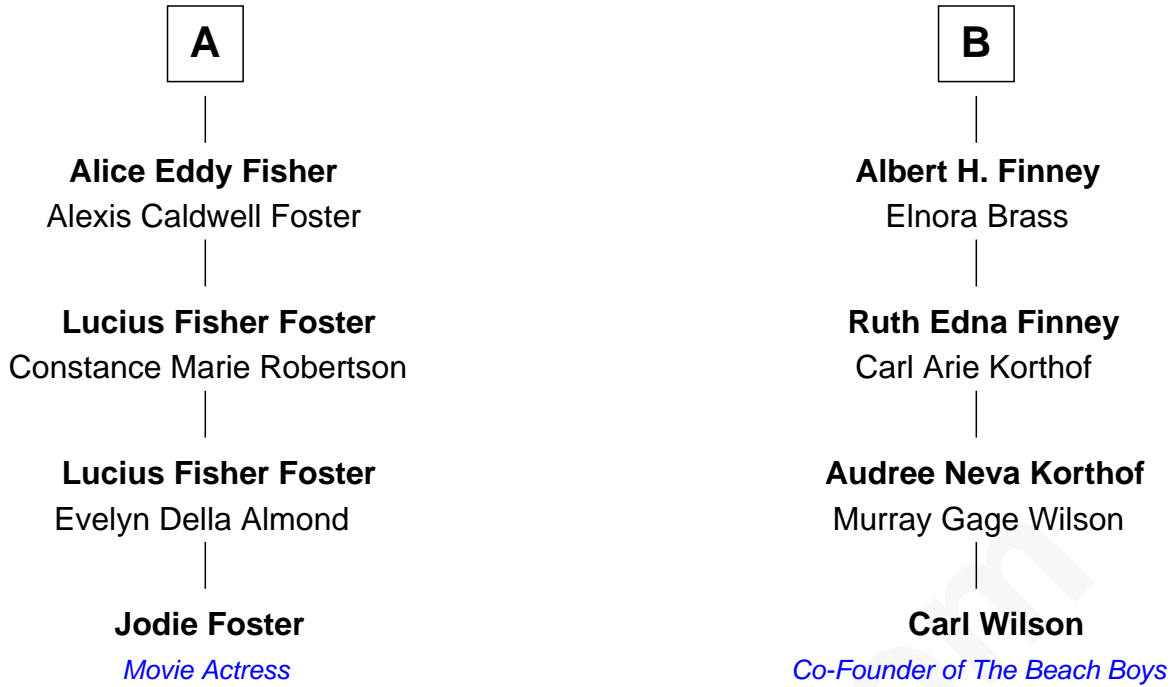 A
B
Alice Eddy Fisher
Alexis Caldwell Foster
Albert H. Finney
Elnora Brass
Lucius Fisher Foster
Constance Marie Robertson
Ruth Edna Finney
Carl Arie Korthof
Lucius Fisher Foster
Evelyn Della Almond
Audree Neva Korthof
Murray Gage Wilson
Jodie Foster
Movie Actress
Carl Wilson
Co-Founder of The Beach Boys